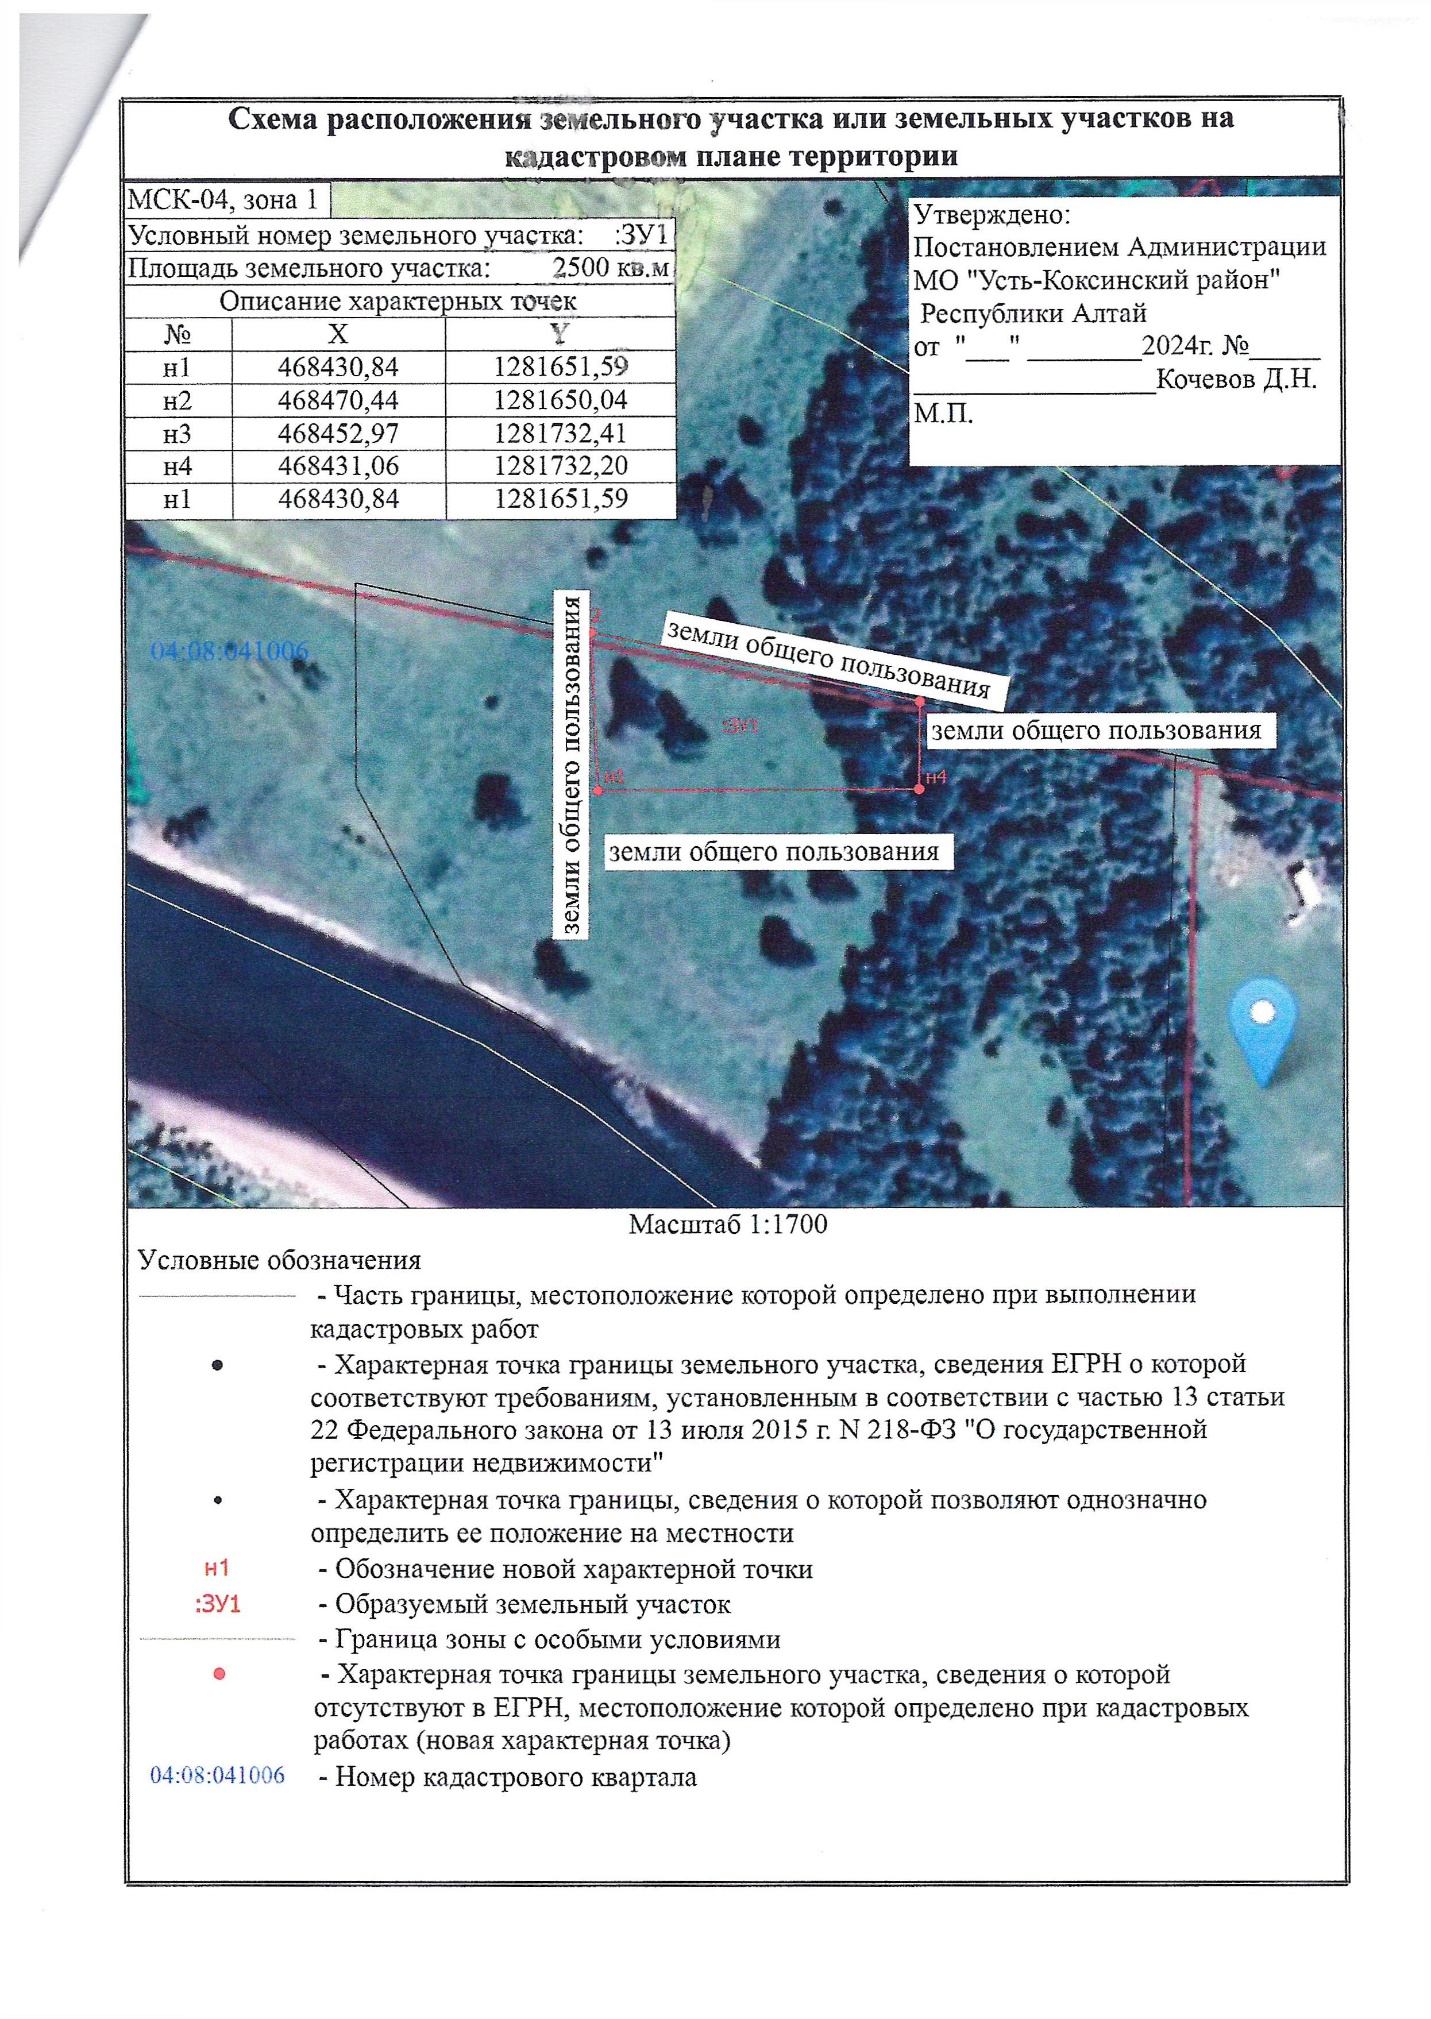 Схема расположения земельного участка или земельных участков на
кадастровом плане территории
МСК-04, зона 1
Условный номер земельного участка: :ЗУ1
Площадь земельного участка: 2500 кв.м
Описание характерных точек
№ X Y
н1 468430,84 1281651,59
н2 468470,44 1281650,04
н3 468452,97 1281732,41
н4 468431,06 1281732,20
н1 468430,84 1281651,59
Утверждено:
Постановлением Администрации
МО "Усть-Коксинский район"
Республики Алтай
от "___" ________2024г. №_____
_________________Кочевов Д.Н.
М.П.
04:08:041006
земли общего пользования
земли общего пользования
земли общего пользования
:ЗУ1
н1
н4
земли общего пользования
Масштаб 1:1700
Условные обозначения
- Часть границы, местоположение которой определено при выполнении
кадастровых работ
- Характерная точка границы земельного участка, сведения ЕГРН о которой
соответствуют требованиям, установленным в соответствии с частью 13 статьи
22 Федерального закона от 13 июля 2015 г. N 218-ФЗ "О государственной
регистрации недвижимости"
- Характерная точка границы, сведения о которой позволяют однозначно
определить ее положение на местности
н1 - Обозначение новой характерной точки
:ЗУ1 - Образуемый земельный участок
- Граница зоны с особыми условиями
- Характерная точка границы земельного участка, сведения о которой
отсутствуют в ЕГРН, местоположение которой определено при кадастровых
работах (новая характерная точка)
04:08:041006 - Номер кадастрового квартала